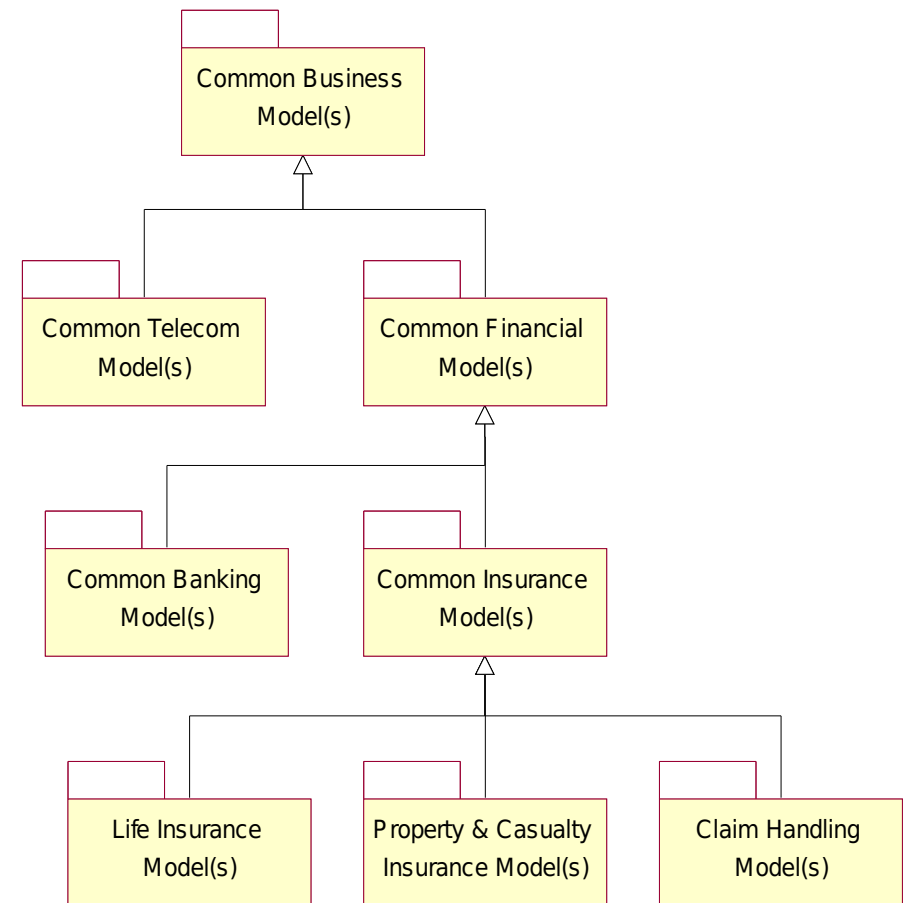 Common Business
Model(s)
Common Telecom
Model(s)
Common Financial
Model(s)
Common Banking
Model(s)
Common Insurance
Model(s)
Life Insurance
Model(s)
Property & Casualty
Insurance Model(s)
Claim Handling
Model(s)